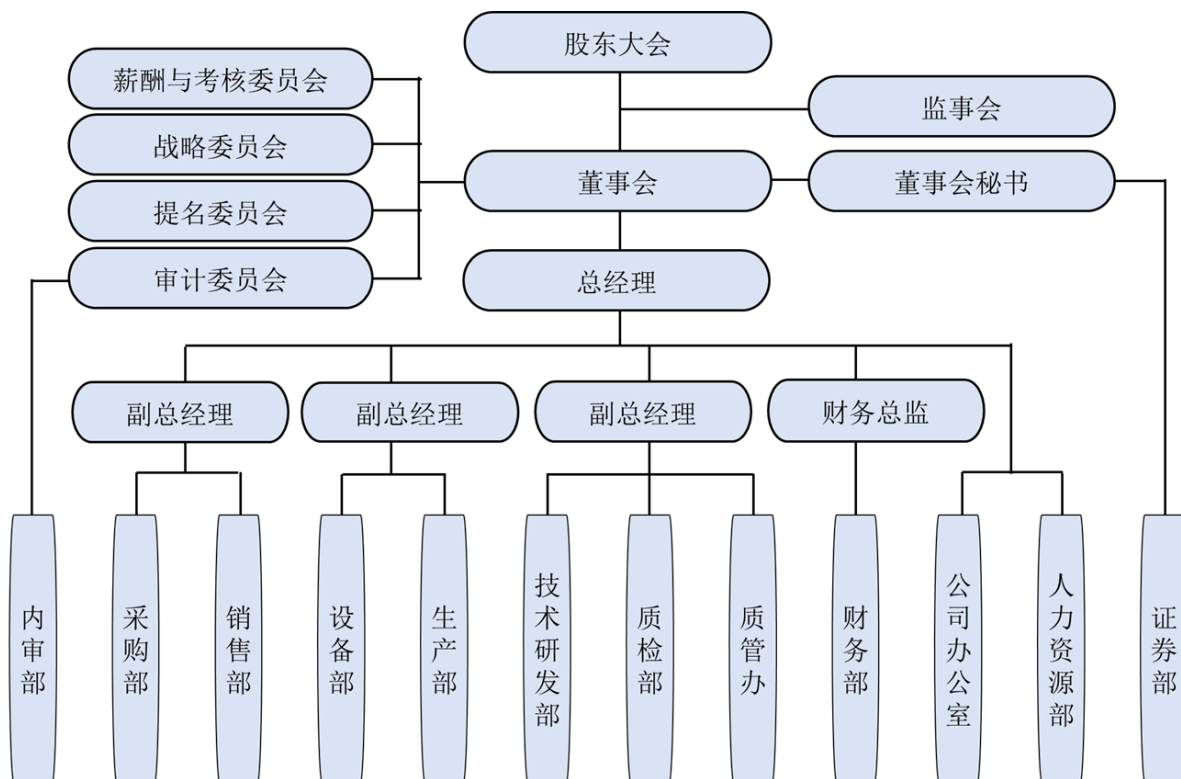 股东大会
薪酬与考核委员会
监事会
战略委员会
董事会
董事会秘书
提名委员会
审计委员会
总经理
副总经理
副总经理
副总经理
财务总监
内审部
采购部
销售部
设备部
生产部
技术研发部
质检部
质管办
财务部
公司办公室
人力资源部
证券部